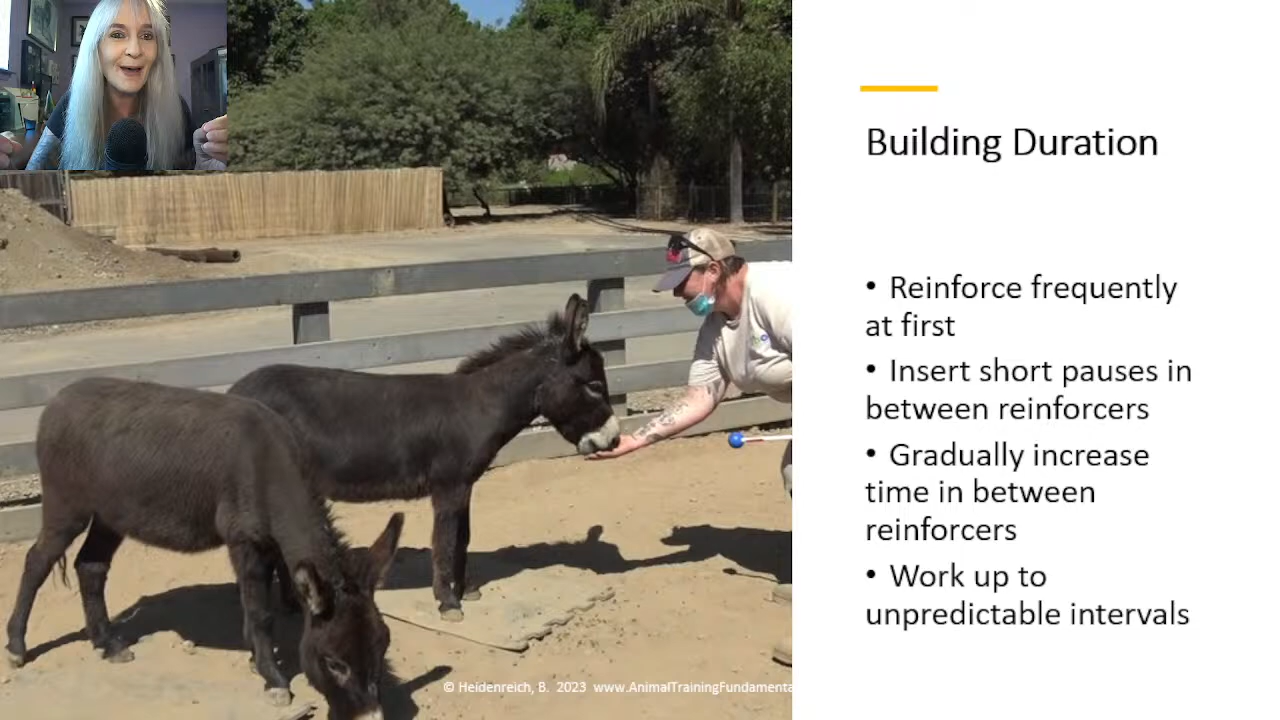 Building Duration
• Reinforce frequently
at first
• Insert short pauses in
between reinforcers
• Gradually increase
time in between
reinforcers
• Work up to
unpredictable intervals
© Heidenreich, B. 2023 www.AnimalTrainingFundamenta